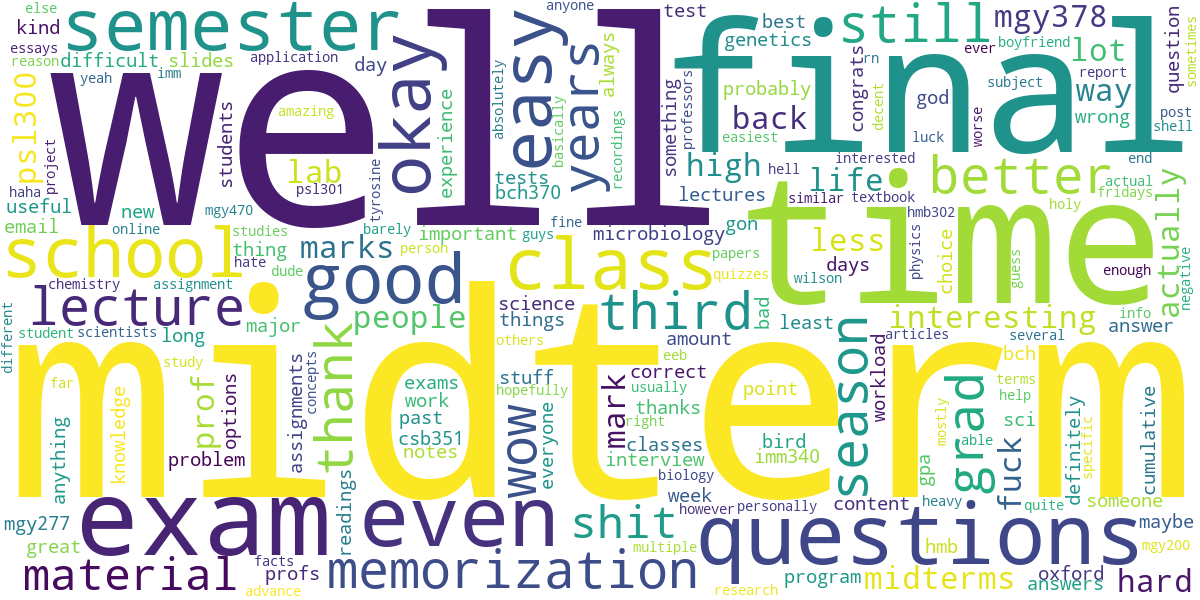 else
kind
essays
reason
semester
difficult
slides
yeah
imm
application
day
okay
amazing
well
experience
absolutely
easy
anyone
basically
years
always
recordings
test
something
professors
best
genetics
probably
back
easiest
final
still
congrats
rn
decent
mgy378
ever
boyfriend
lot
report
question
sometimes
subject
way
god
luck
worse
wrong
post
shell
psl300
project
haha
useful
email
students
lab
psl301
new
online
mgy470
tyrosine
tests
bch370
fine
barely
important
guys
microbiology
person
high
lectures
hell
interested
similar
textbook
life
gon
papers
quizzes
wilson
less
days
hmb302
physics
choice
better
time
holy
guess
end
actual
fridays
enough
info
actually
negative
school
studies
thing
hate
dude
marks
good
class
chemistry
assignment
lecture
student
scientists
different
long
major
study
people
science
things
others
third
amount
bad
least
interesting
articles
answer
several
midterm
far
anything
knowledge
prof
options
problem
assignments
concepts
thank
exams
work
past
csb351
notes
stuff
hopefully
wow
everyone
mark
correct
usually
thanks
right
classes
interview
biology
eeb
point
bird
imm340
season
workload
bch
terms
help
sci
able
mostly
grad
gpa
fuck
definitely
specific
cumulative
someone
week
however
personally
content
heavy
quite
mgy277
great
exam
readings
even
shit
multiple
questions
hmb
maybe
mgy200
material
facts
advance
profs
memorization
research
program
midterms
oxford
answers
hard